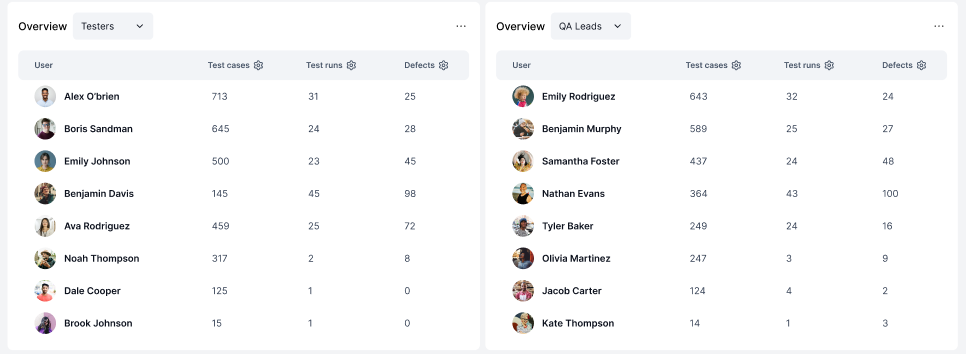 Overview Testers
User Test cases Test runs Defects
Alex O'brien 713 31 25
Boris Sandman 645 24 28
Emily Johnson 500 23 45
Benjamin Davis 145 45 98
Ava Rodriguez 459 25 72
Noah Thompson 317 2 8
Dale Cooper 125 1 0
Brook Johnson 15 1 0
Overview QA Leads
User Test cases Test runs Defects
Emily Rodriguez 643 32 24
Benjamin Murphy 589 25 27
Samantha Foster 437 24 48
Nathan Evans 364 43 100
Tyler Baker 249 24 16
Olivia Martinez 247 3 9
Jacob Carter 124 4 2
Kate Thompson 14 1 3